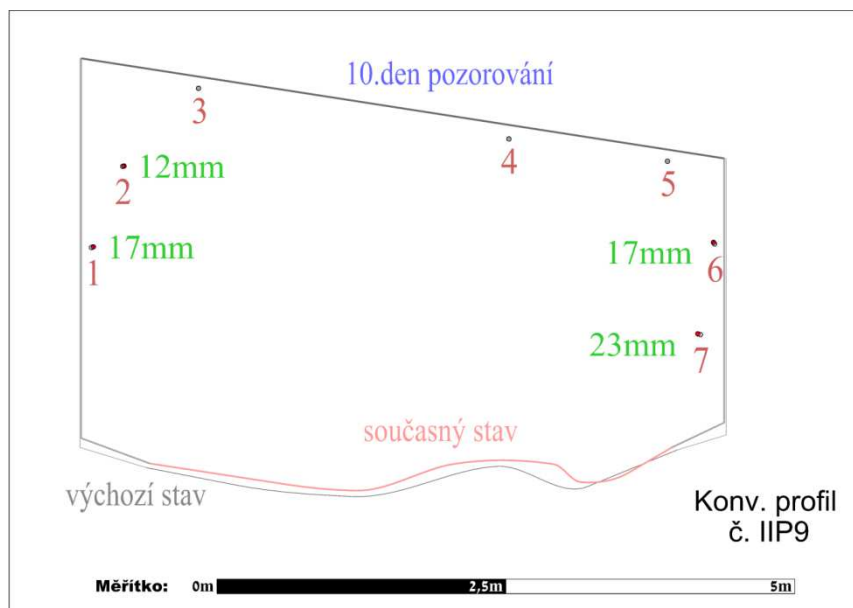 10.den pozorování
3
4
5
2 12mm
1 17mm
17mm 6
23mm 7
současný stav
výchozí stav
Konv. profil
č. IIP9
Měřítko: 0m 2,5m 5m